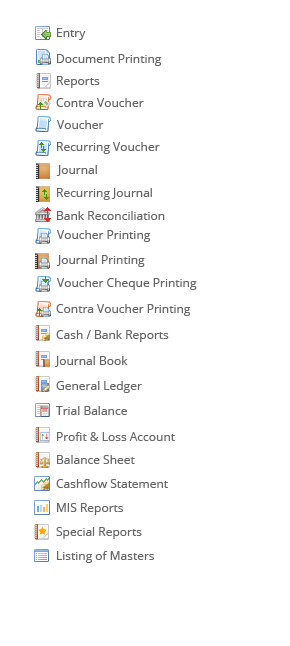 Entry
Document Printing
Reports
Contra Voucher
Voucher
Recurring Voucher
Journal
Recurring Journal
Bank Reconciliation
Voucher Printing
Journal Printing
Voucher Cheque Printing
Contra Voucher Printing
Cash / Bank Reports
Journal Book
General Ledger
Trial Balance
Profit & Loss Account
Balance Sheet
Cashflow Statement
MIS Reports
Special Reports
Listing of Masters